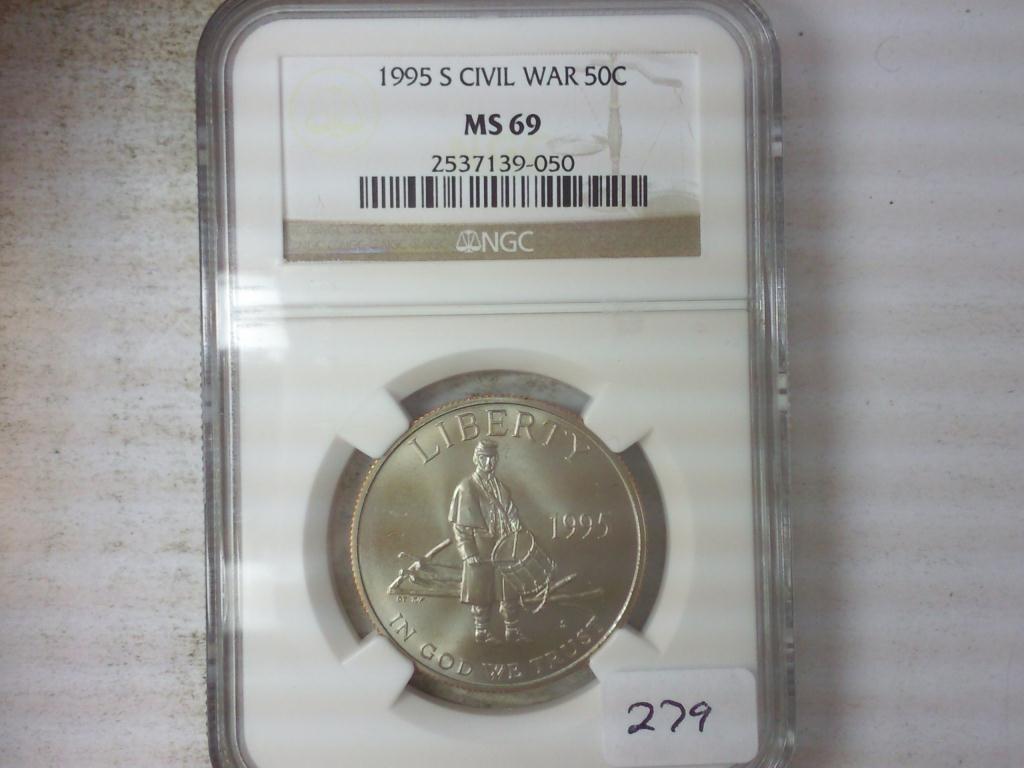 1995 S CIVIL WAR 50C
MS 69
2537139-050
NGC
LIBERTY
1995
IN GOD WE TRUST
279